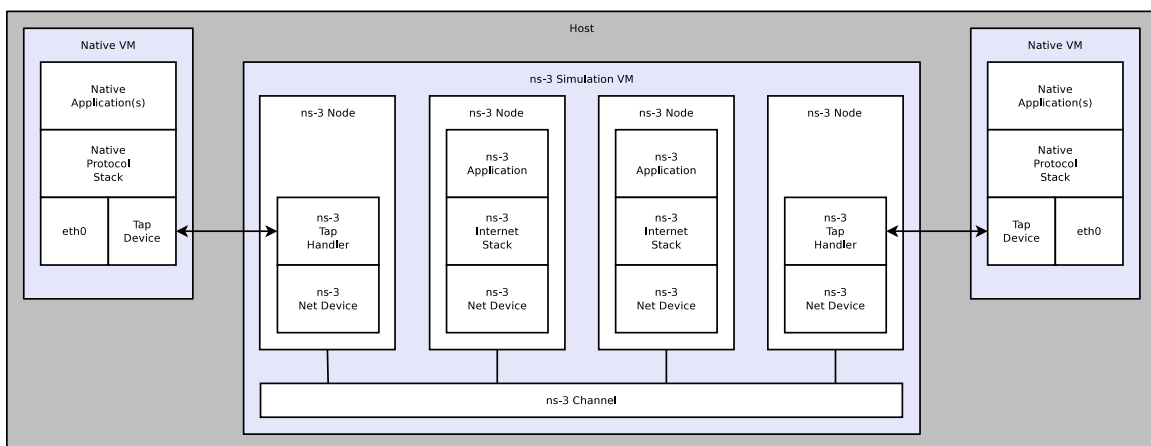 Host
Native VM
Native
Application(s)
Native
Protocol
Stack
eth0
Tap
Device
ns-3 Simulation VM
ns-3 Node
ns-3
Tap
Handler
ns-3
Net Device
ns-3 Node
ns-3
Application
ns-3
Internet
Stack
ns-3
Net Device
ns-3 Node
ns-3
Application
ns-3
Internet
Stack
ns-3
Net Device
ns-3 Node
ns-3
Tap
Handler
ns-3
Net Device
ns-3 Channel
Native VM
Native
Application(s)
Native
Protocol
Stack
Tap
Device
eth0